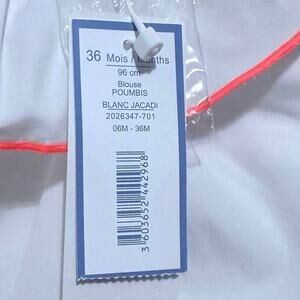 36 Mois / Months
96 cm
Blouse
POUMBIS
BLANC JACADI
2026347-701
06M - 36M
3 603652 442968